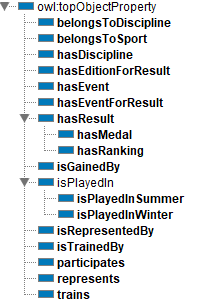 owl:topObjectProperty
belongsToDiscipline
belongsToSport
hasDiscipline
hasEditionForResult
hasEvent
hasEventForResult
hasResult
hasMedal
hasRanking
isGainedBy
isPlayedIn
isPlayedInSummer
isPlayedInWinter
isRepresentedBy
isTrainedBy
participates
represents
trains